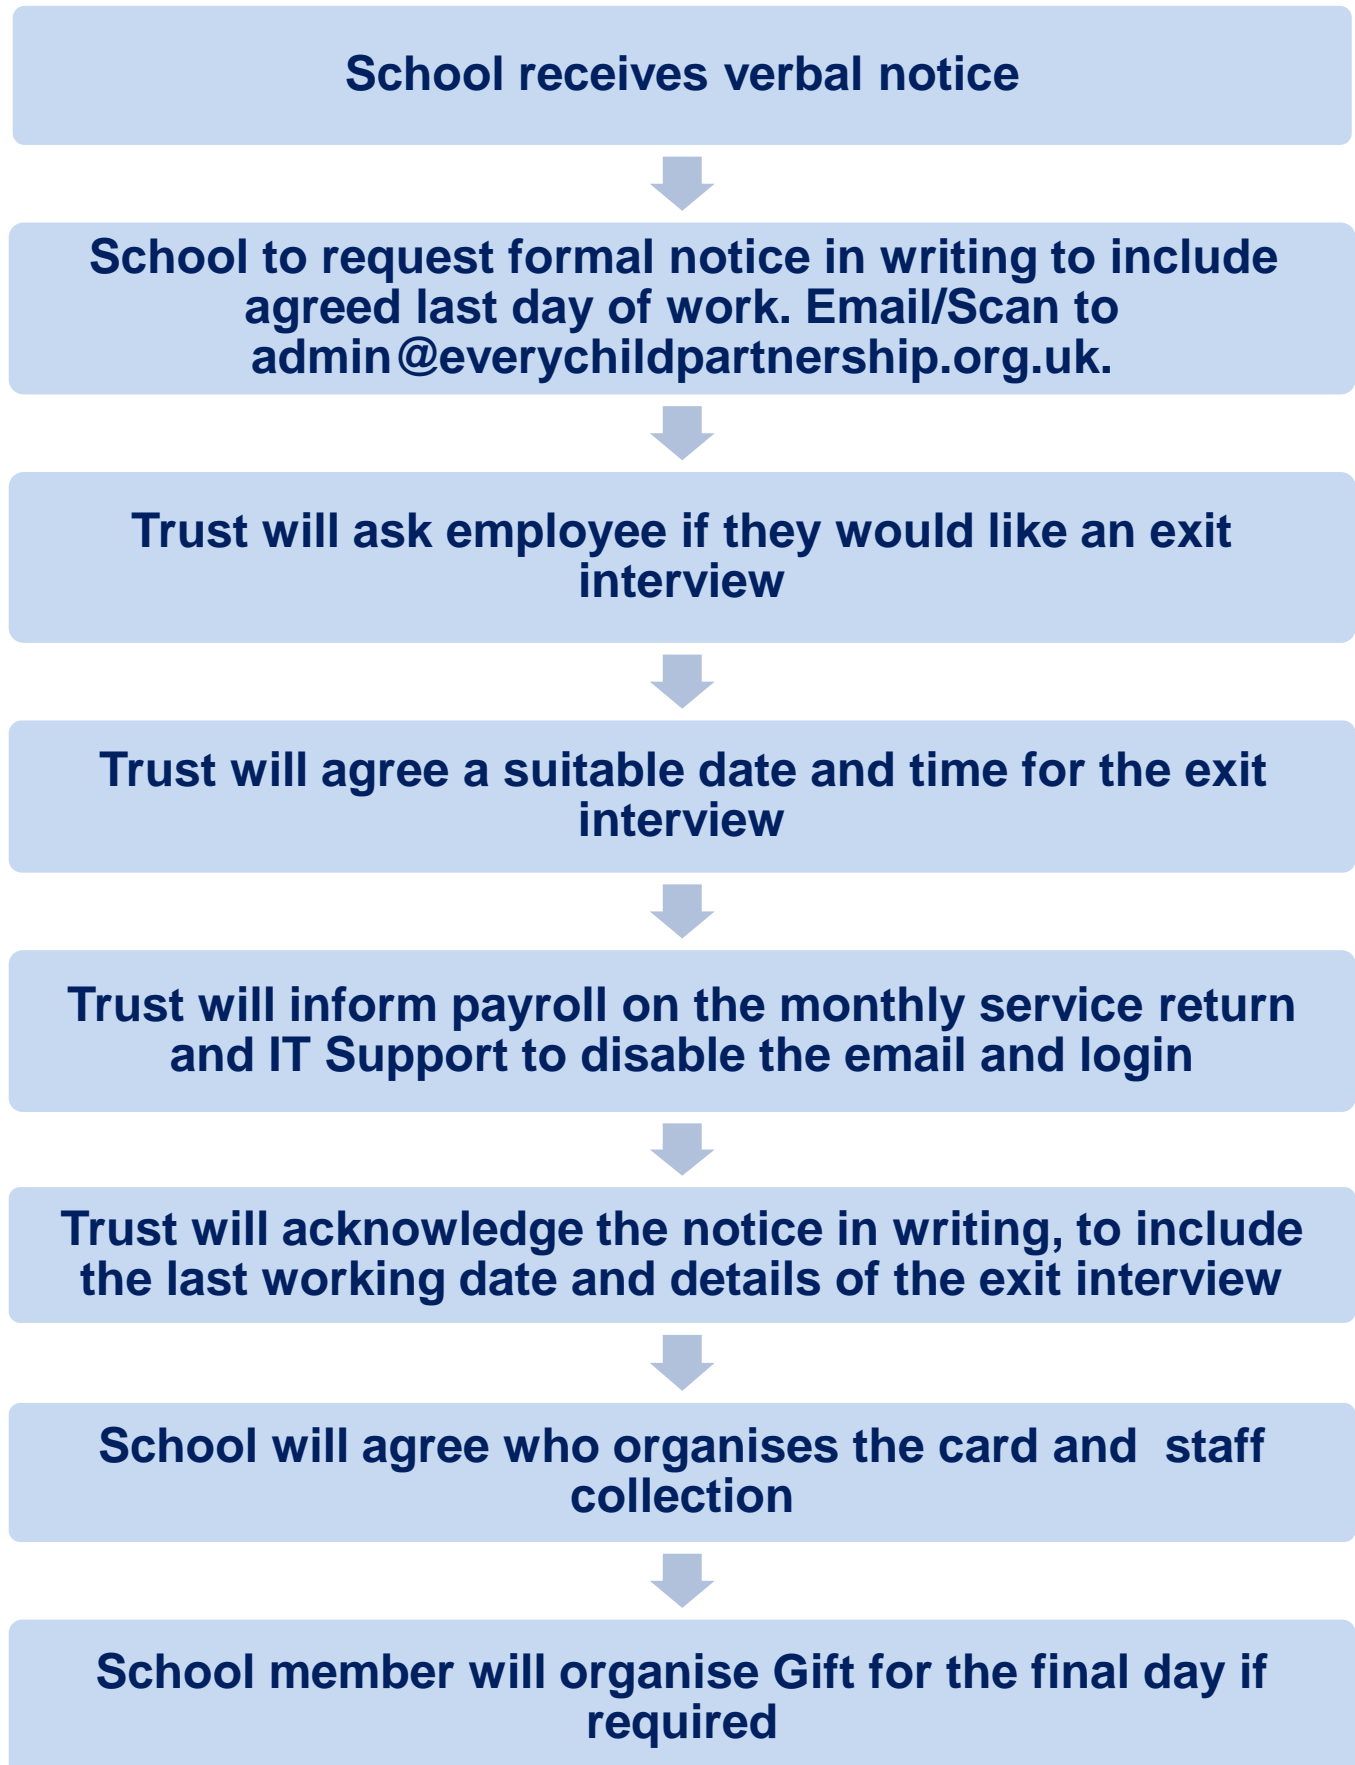 School receives verbal notice
School to request formal notice in writing to include
agreed last day of work. Email/Scan to
admin@everychildpartnership.org.uk.
Trust will ask employee if they would like an exit
interview
Trust will agree a suitable date and time for the exit
interview
Trust will inform payroll on the monthly service return
and IT Support to disable the email and login
Trust will acknowledge the notice in writing, to include
the last working date and details of the exit interview
School will agree who organises the card and  staff
collection
School member will organise Gift for the final day if
required